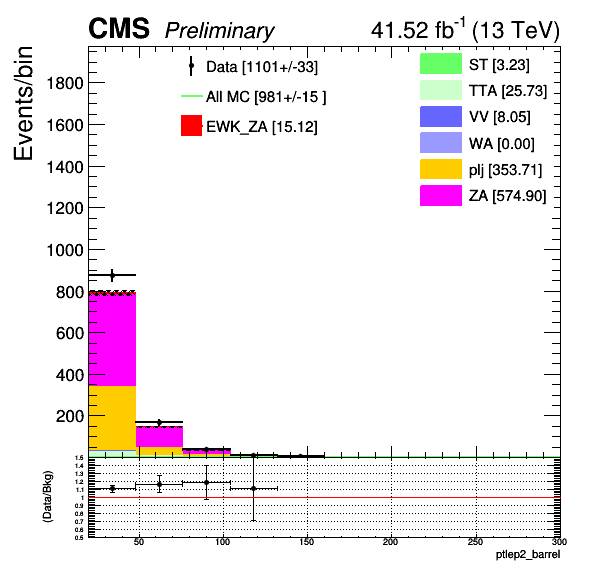 CMS Preliminary 41.52 fb-1 (13 TeV)
Events/bin
1800
1600
1400
1200
1000
800
600
400
200
Data [1101+/-33]
All MC [981+/-15 ]
EWK_ZA [15.12]
ST [3.23]
TTA [25.73]
VV [8.05]
WA [0.00]
plj [353.71]
ZA [574.90]
(Data/Bkg)
1.5
1.4
1.3
1.2
1.1
1
0.9
0.8
0.7
0.6
0.5
50 100 150 200 250 300
ptlep2_barrel